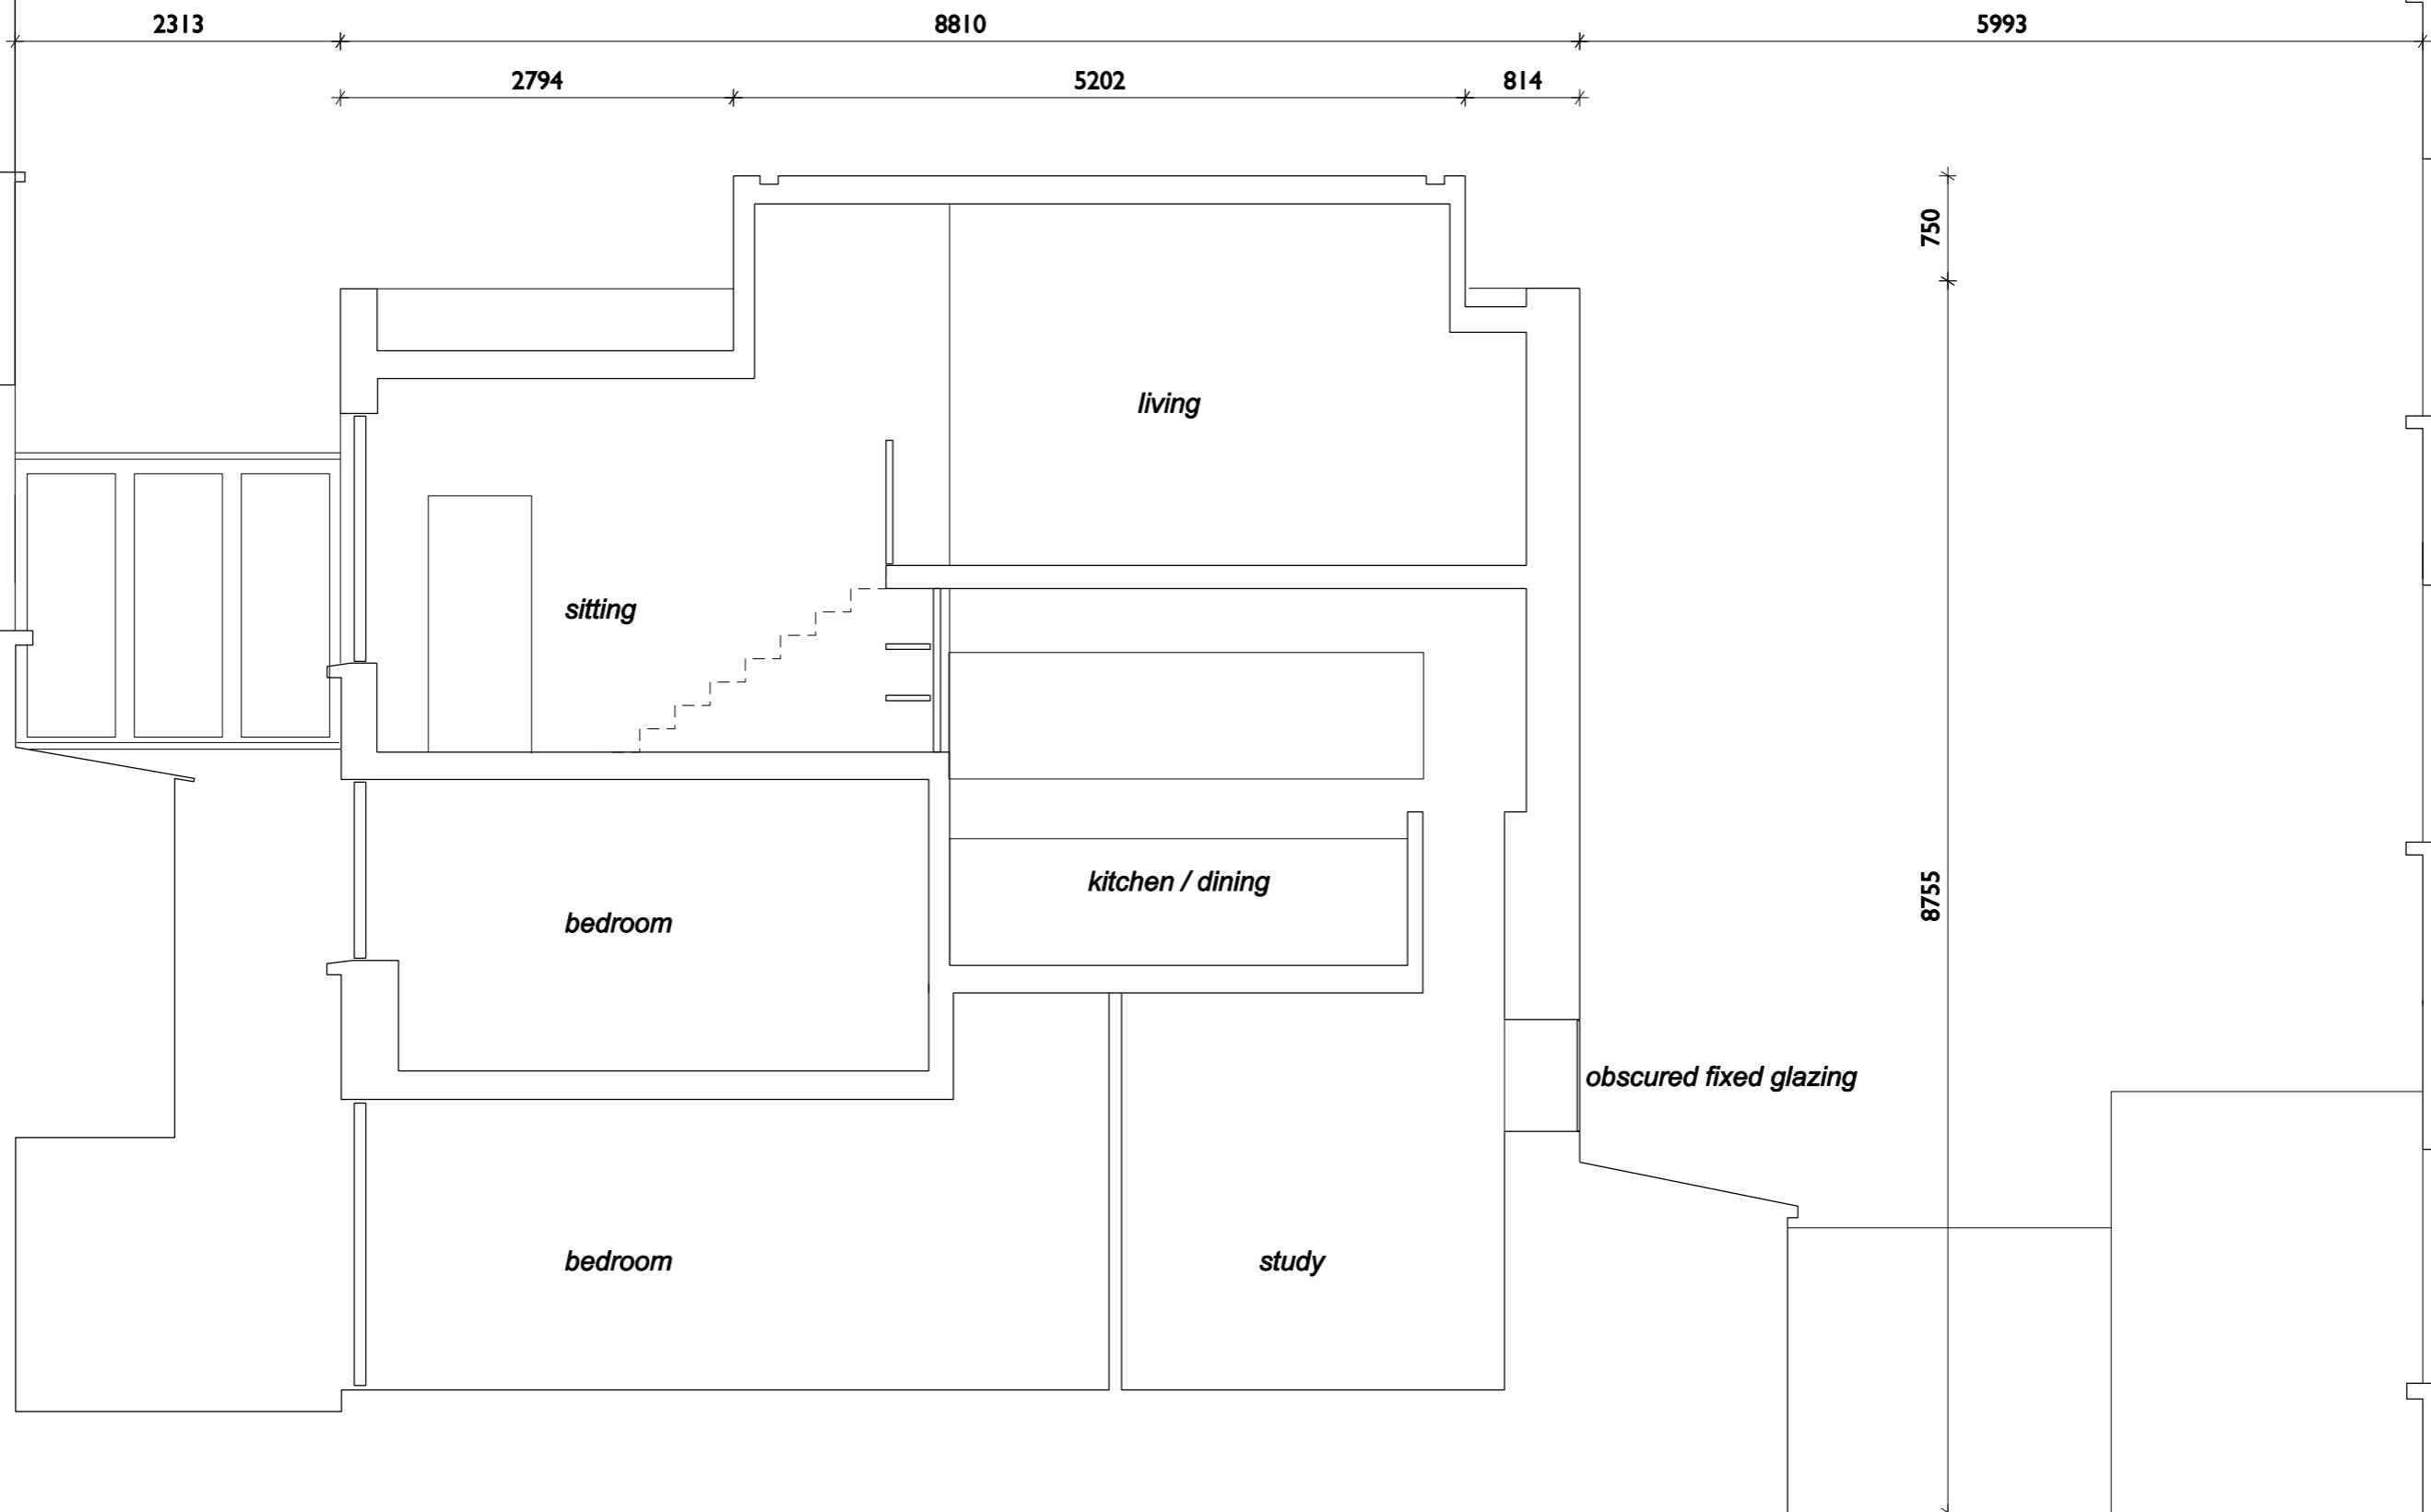 2313
8810
5993
2794
5202
814
750
living
sitting
kitchen / dining
8755
bedroom
obscured fixed glazing
bedroom
study